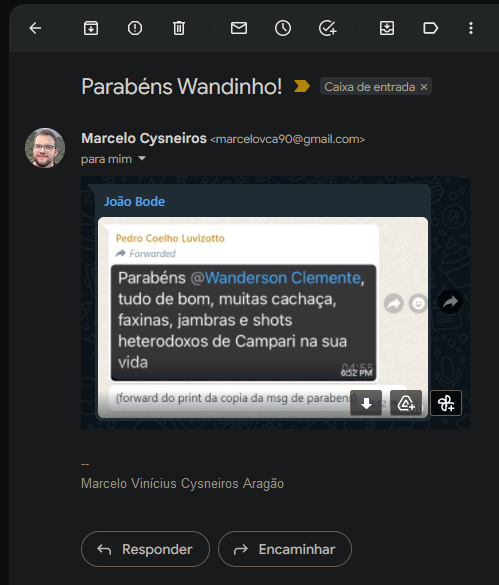 Parabéns Wandinho!
Caixa de entrada ×
Marcelo Cysneiros <marcelovca90@gmail.com>
para mim
João Bode
Pedro Coelho Luvizotto
Forwarded
Parabéns @Wanderson Clemente,
tudo de bom, muitas cachaça,
faxinas, jambras e shots
heterodoxos de Campari na sua
vida
04:55
6:52 PM
(forward do print da copia da msg de parabens)
--
Marcelo Vinícius Cysneiros Aragão
Responder
Encaminhar